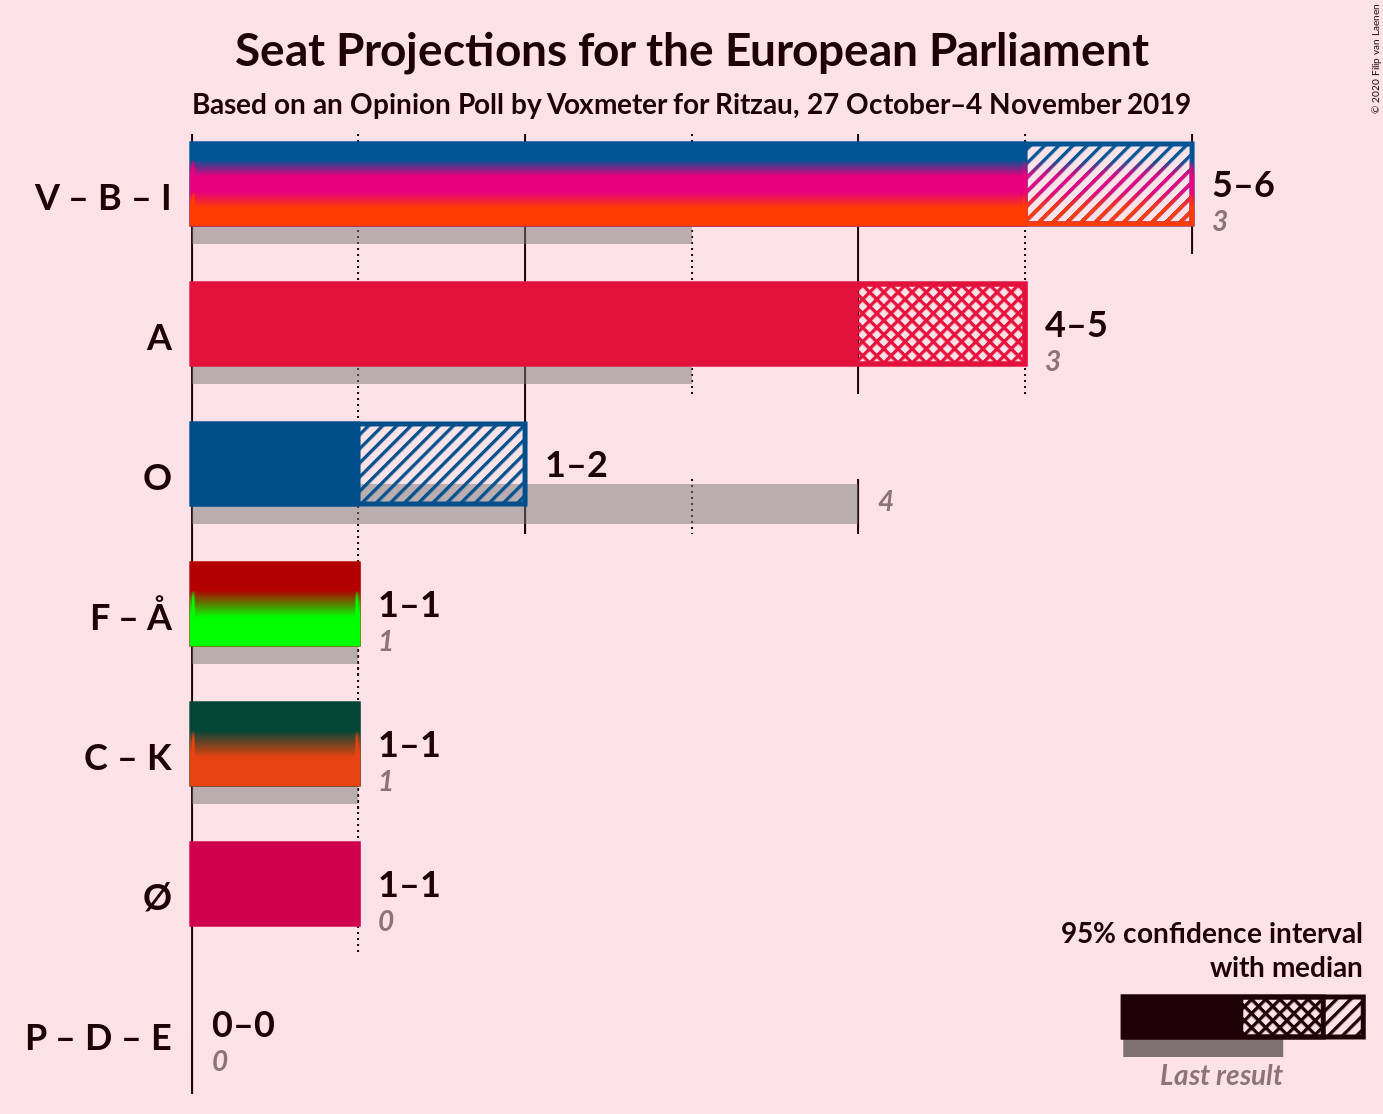 Seat Projections for the European Parliament
Based on an Opinion Poll by Voxmeter for Ritzau, 27 October–4 November 2019
© 2020 Filip van Laenen
V – B – I
5–6
3
A
4–5
3
O
1–2
4
F – Å
1–1
1
C – K
1–1
1
Ø
1–1
0
P – D – E
0–0
0
95% confidence interval
with median
Last result